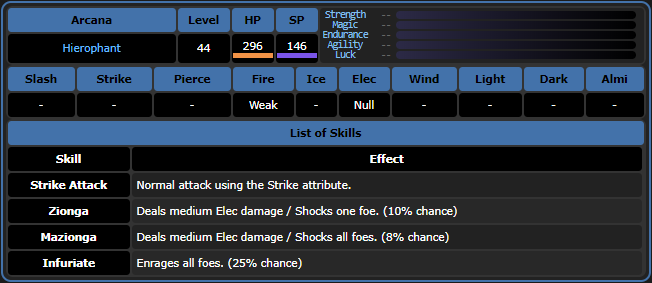 Arcana Level HP SP
Hierophant 44 296 146
Strength --
Magic --
Endurance --
Agility --
Luck --
Slash Strike Pierce Fire Ice Elec Wind Light Dark Almi
- - - Weak - Null - - - -
List of Skills
Skill Effect
Strike Attack Normal attack using the Strike attribute.
Zionga Deals medium Elec damage / Shocks one foe. (10% chance)
Mazionga Deals medium Elec damage / Shocks all foes. (8% chance)
Infuriate Enrages all foes. (25% chance)